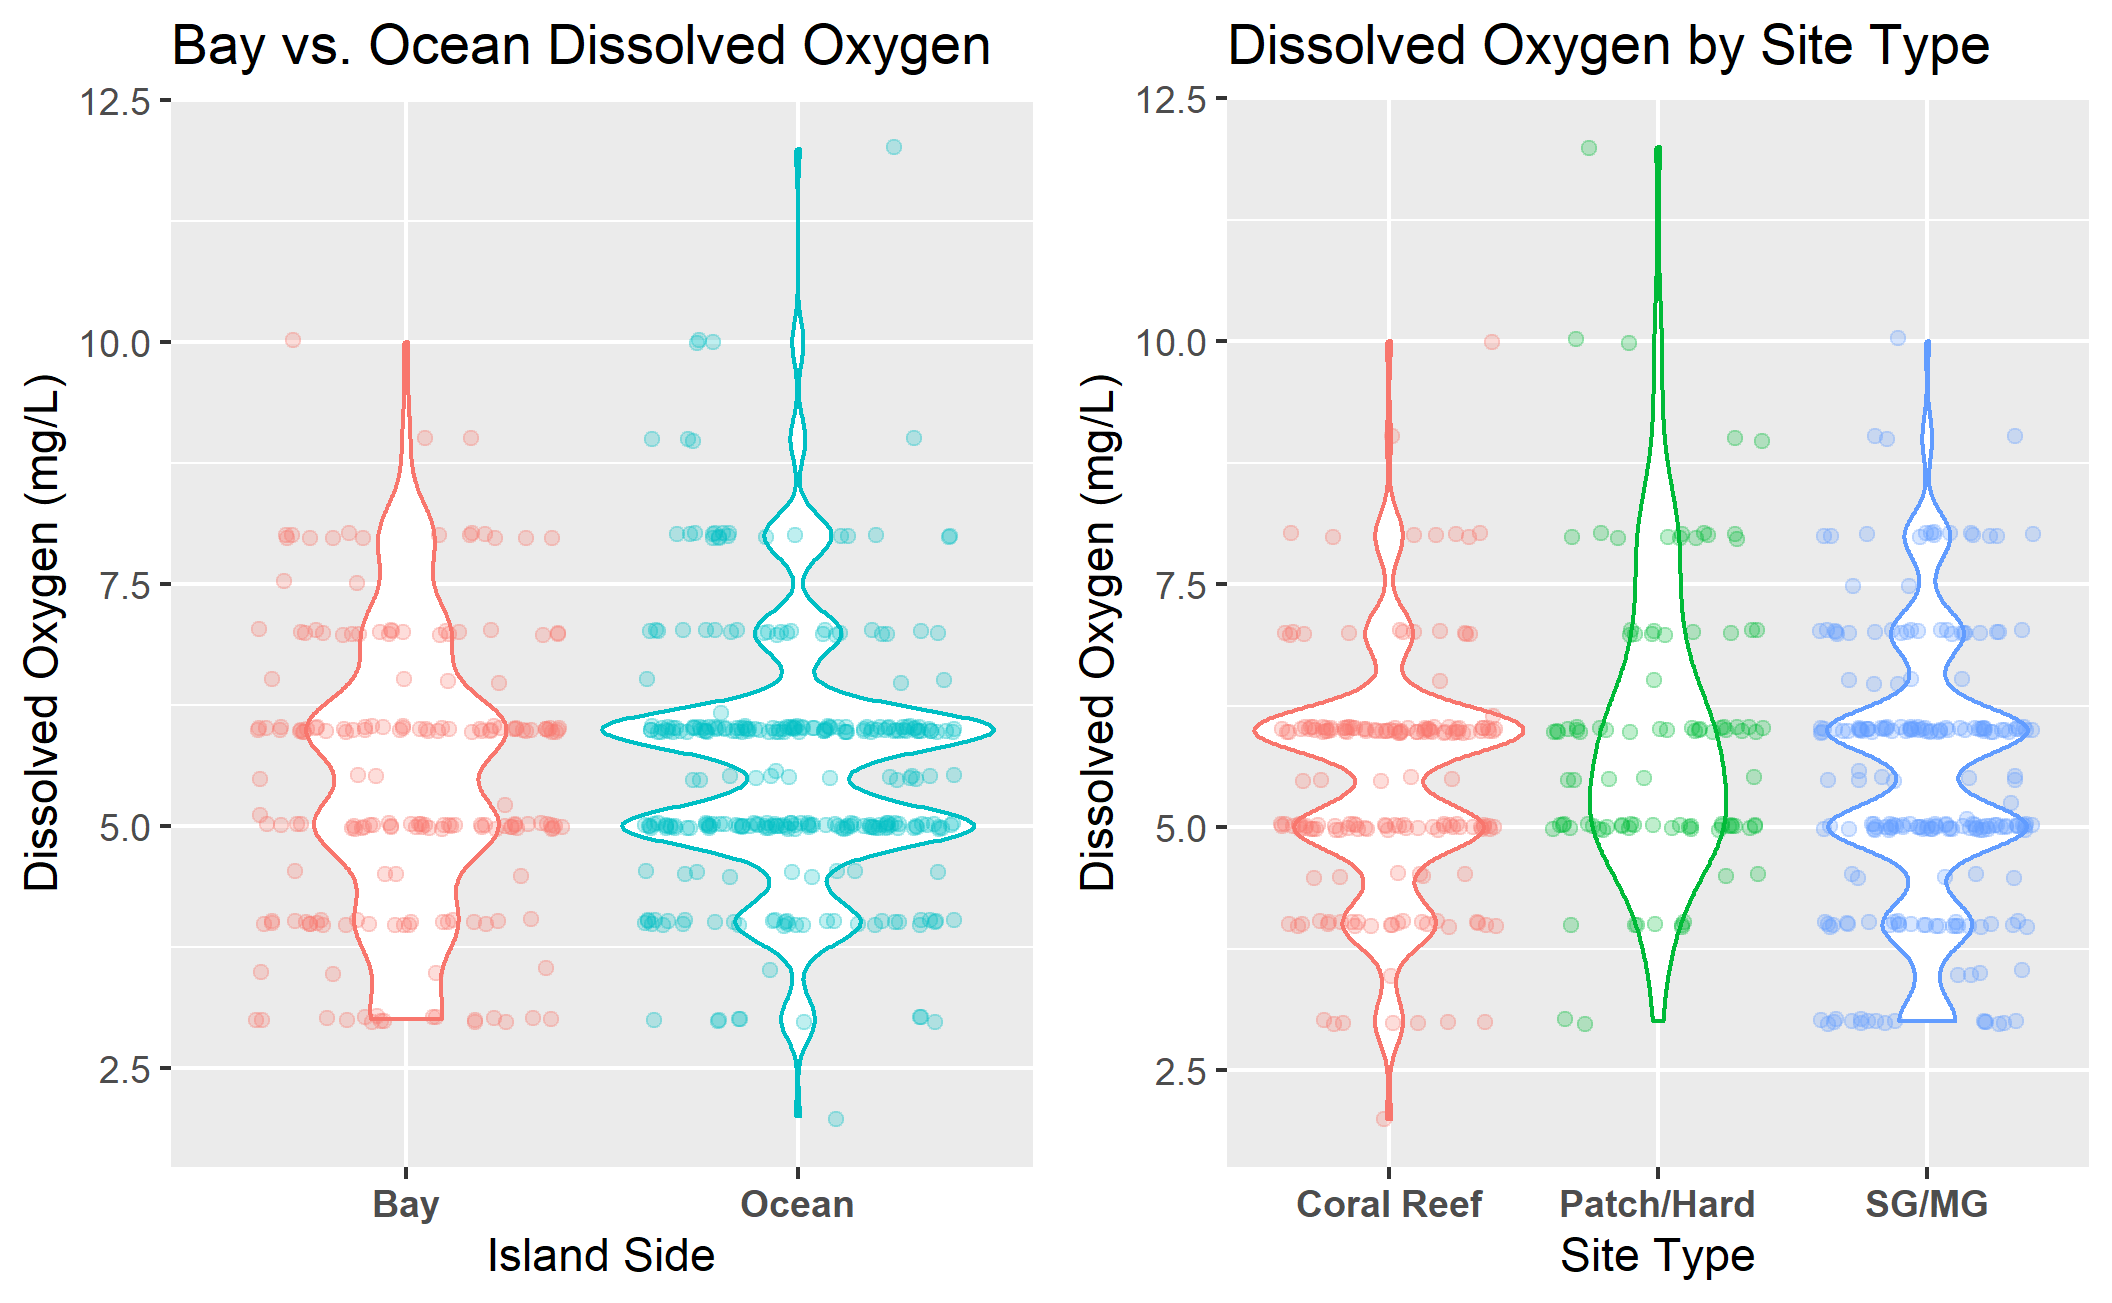 Bay vs. Ocean Dissolved Oxygen
12.5
10.0
7.5
5.0
2.5
Dissolved Oxygen (mg/L)
Bay
Ocean
Island Side
Dissolved Oxygen by Site Type
12.5
10.0
7.5
5.0
2.5
Dissolved Oxygen (mg/L)
Coral Reef
Patch/Hard
SG/MG
Site Type